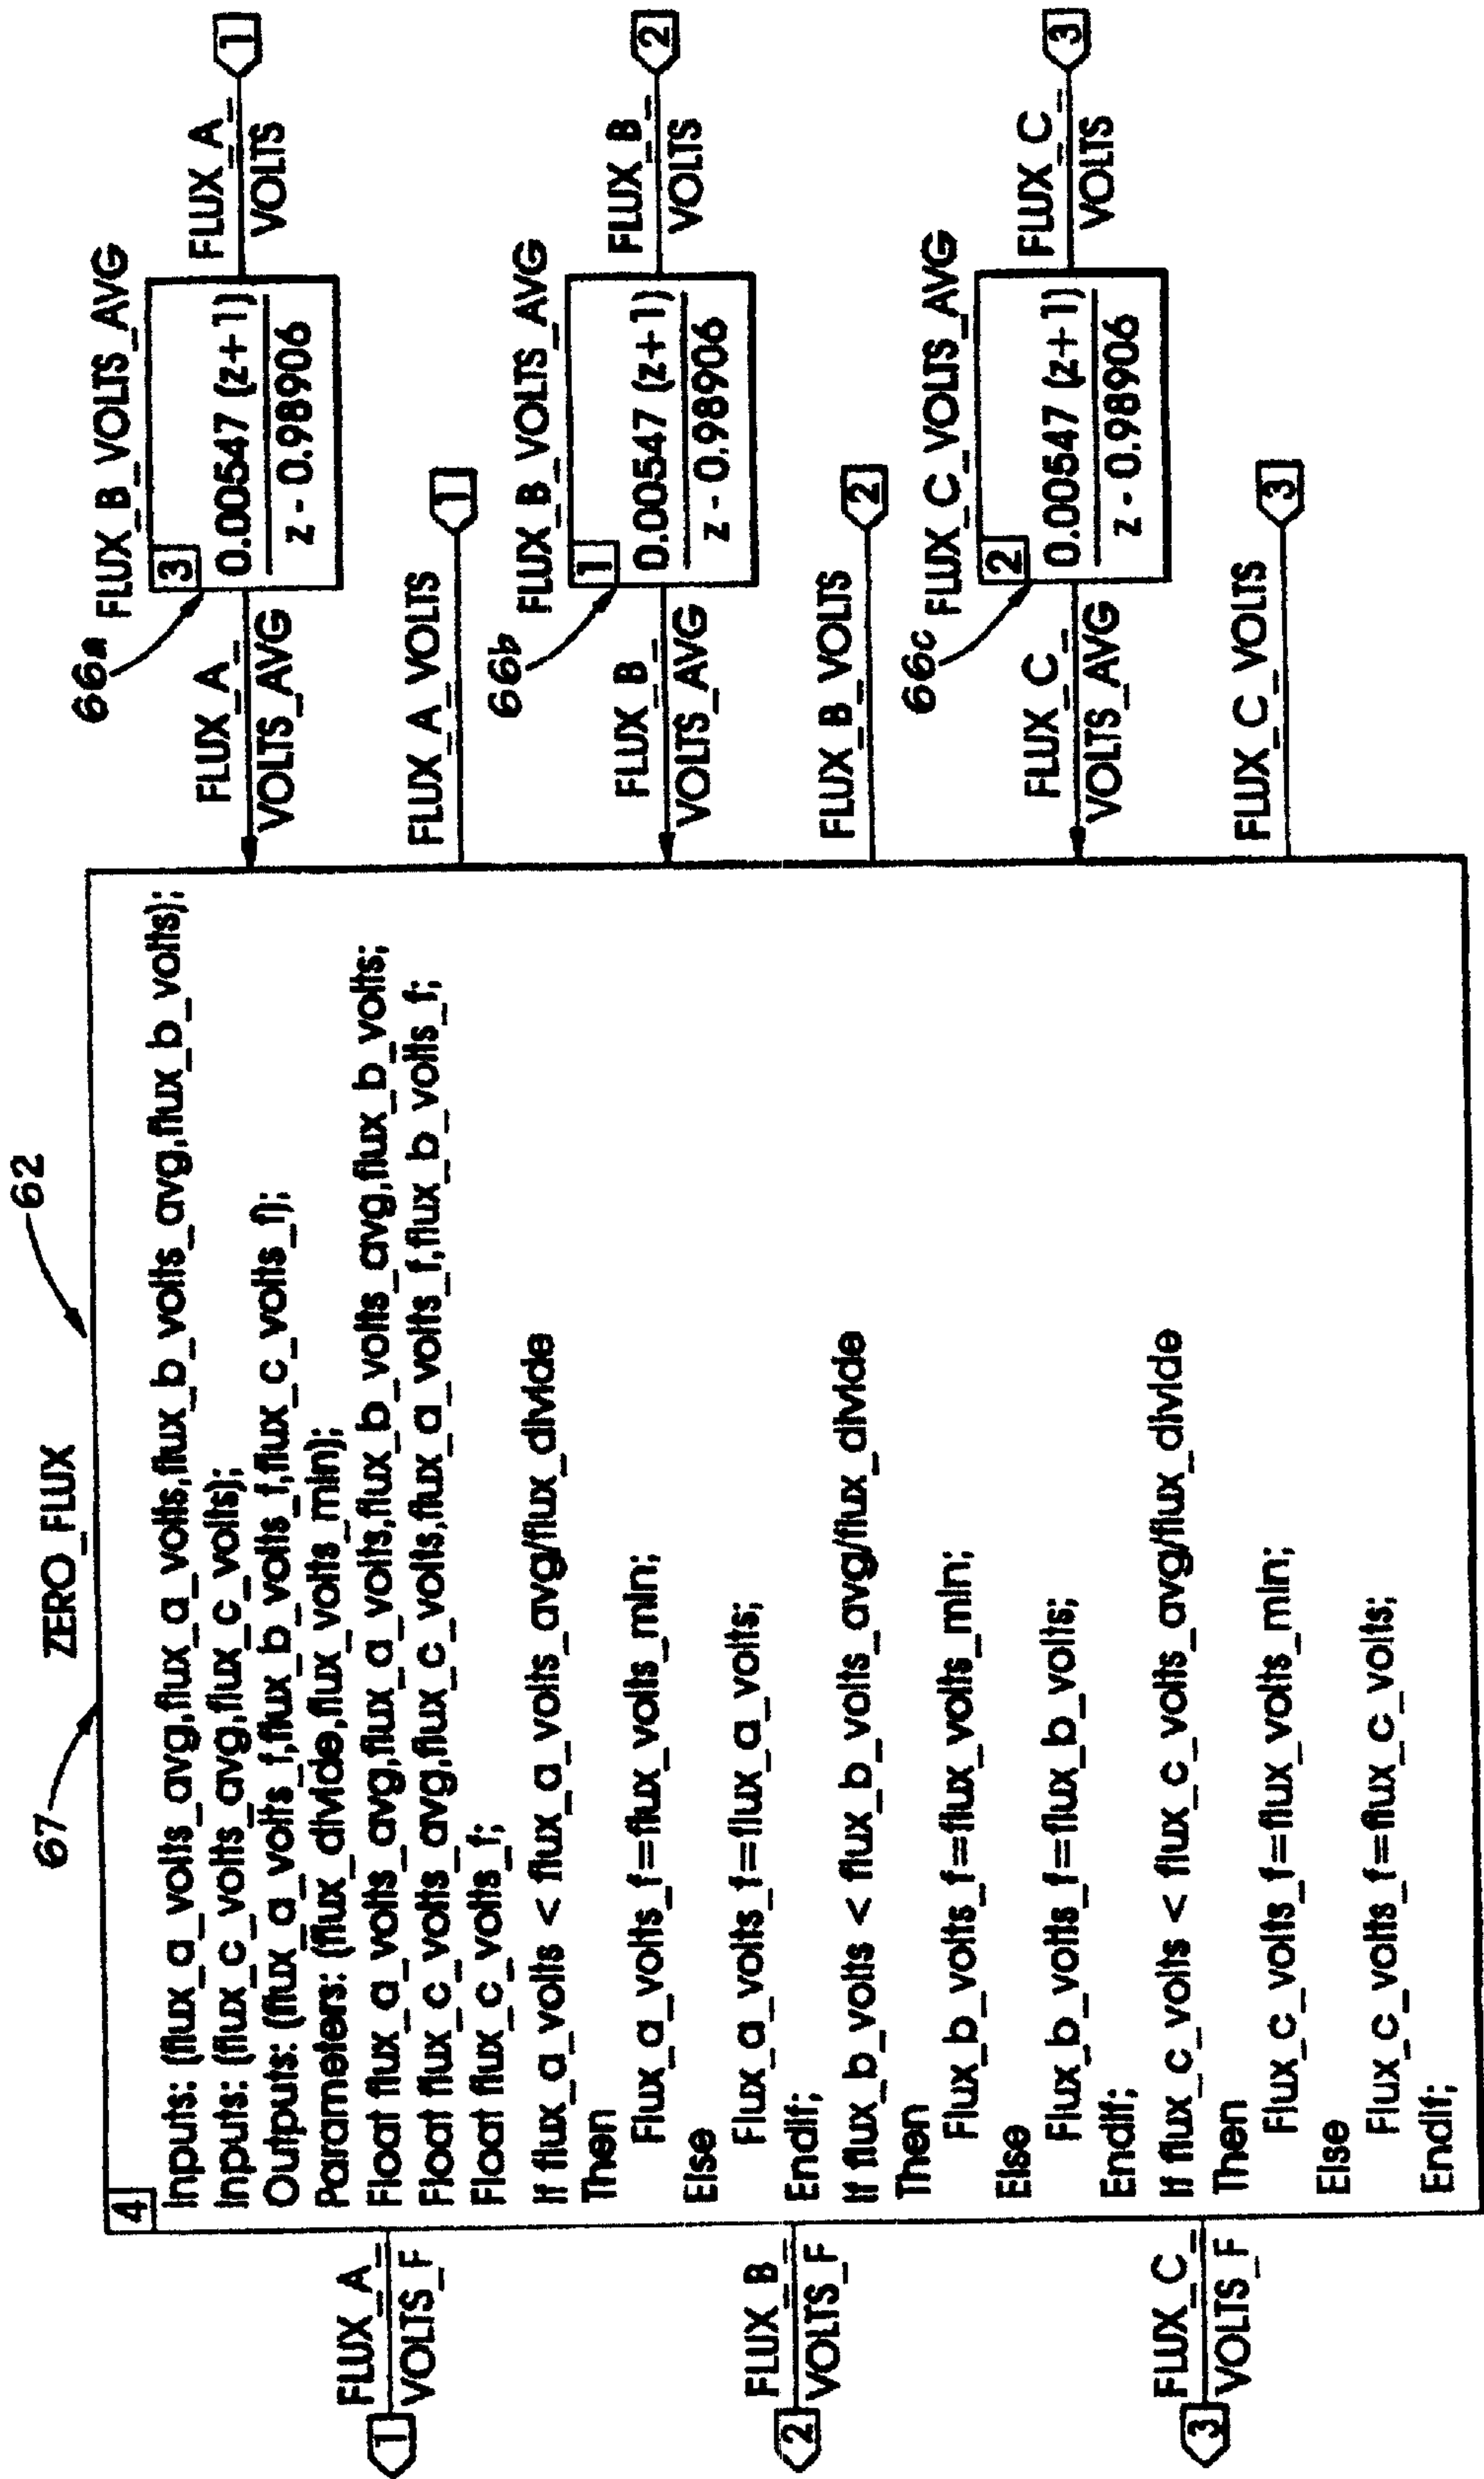 62
67
ZERO_FLUX
4
Inputs: (flux_a_volts_avg,flux_a_volts,flux_b_volts_avg,flux_b_volts);
Inputs: (flux_c_volts_avg,flux_c_volts);
Outputs: (flux_a_volts_f,flux_b_volts_f,flux_c_volts_f);
Parameters: (flux_divide,flux_volts_min);
Float flux_a_volts_avg,flux_a_volts,flux_b_volts_avg,flux_b_volts;
Float flux_c_volts_avg,flux_c_volts,flux_a_volts_f,flux_b_volts_f;
Float flux_c_volts_f;
If flux_a_volts < flux_a_volts_avg/flux_divide
Then
Flux_a_volts_f=flux_volts_min;
Else
Flux_a_volts_f=flux_a_volts;
Endif;
If flux_b_volts < flux_b_volts_avg/flux_divide
Then
Flux_b_volts_f=flux_volts_min;
Else
Flux_b_volts_f=flux_b_volts;
Endif;
If flux_c_volts < flux_c_volts_avg/flux_divide
Then
Flux_c_volts_f=flux_volts_min;
Else
Flux_c_volts_f=flux_c_volts;
Endif;
FLUX_A_
VOLTS_F
1
FLUX_B_
VOLTS_F
2
FLUX_C_
VOLTS_F
3
66a
FLUX_B_VOLTS_AVG
3
0.00547 (z+1)
z - 0.98906
FLUX_A_
VOLTS_AVG
FLUX_A_
VOLTS
1
FLUX_A_VOLTS
1
66b
FLUX_B_VOLTS_AVG
1
0.00547 (z+1)
z - 0.98906
FLUX_B_
VOLTS_AVG
FLUX_B_
VOLTS
2
FLUX_B_VOLTS
2
66c
FLUX_C_VOLTS_AVG
2
0.00547 (z+1)
z - 0.98906
FLUX_C_
VOLTS_AVG
FLUX_C_
VOLTS
3
FLUX_C_VOLTS
3